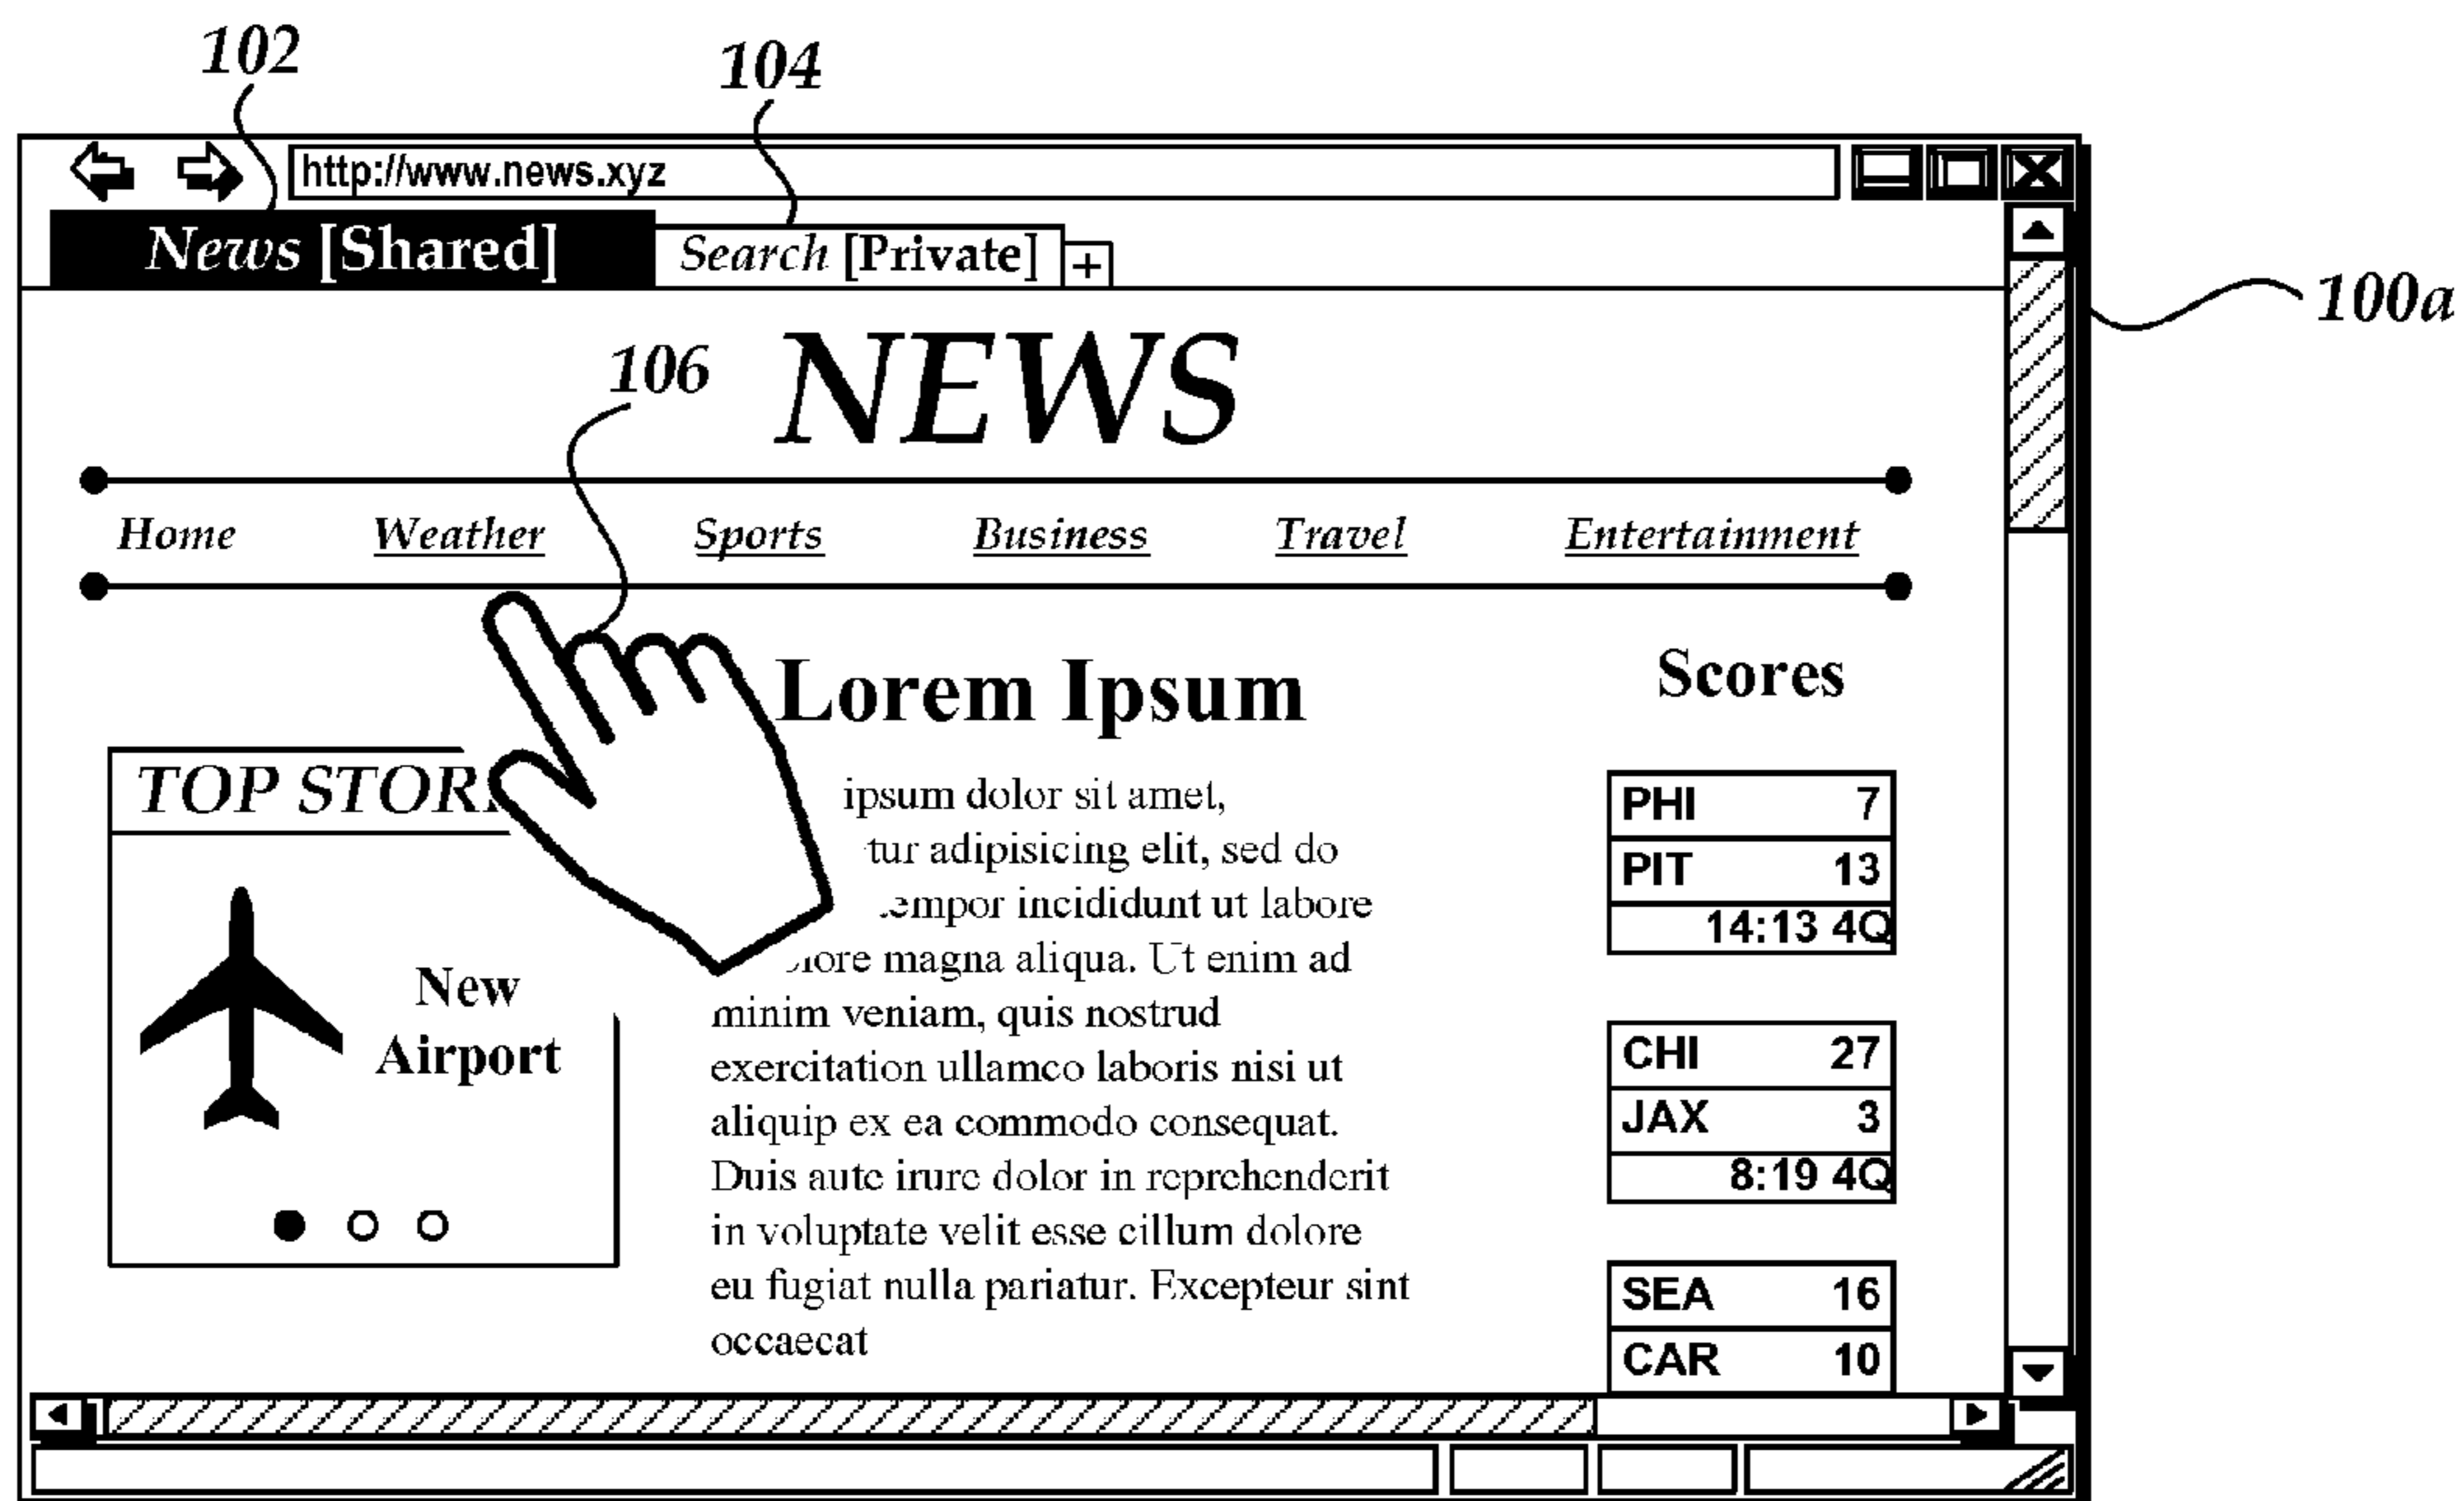 102
104
http://www.news.xyz
News [Shared]
Search [Private]
+
100a
106
NEWS
Home Weather Sports Business Travel Entertainment
Lorem Ipsum
Scores
TOP
ipsum dolor sit amet,
adipisicing elit, sed do
incididunt ut labore
magna aliqua. Ut enim ad
minim veniam, quis nostrud
exercitation ullamco laboris nisi ut
aliquip ex ea commodo consequat.
Duis aute irure dolor in reprehenderit
in voluptate velit esse cillum dolore
eu fugiat nulla pariatur. Excepteur sint
occaecat
New
Airport
PHI 7
PIT 13
14:13 4Q
CHI 27
JAX 3
8:19 4Q
SEA 16
CAR 10